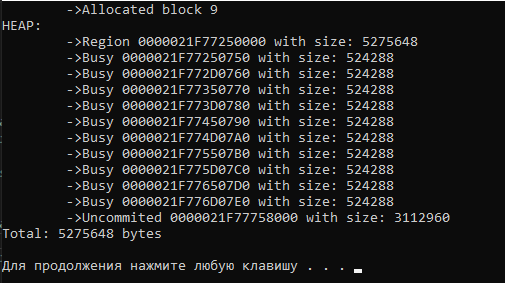 ->Allocated block 9
HEAP:
->Region 0000021F77250000 with size: 5275648
->Busy 0000021F77250750 with size: 524288
->Busy 0000021F772D0760 with size: 524288
->Busy 0000021F77350770 with size: 524288
->Busy 0000021F773D0780 with size: 524288
->Busy 0000021F77450790 with size: 524288
->Busy 0000021F774D07A0 with size: 524288
->Busy 0000021F775507B0 with size: 524288
->Busy 0000021F775D07C0 with size: 524288
->Busy 0000021F776507D0 with size: 524288
->Busy 0000021F776D07E0 with size: 524288
->Uncommited 0000021F77758000 with size: 3112960
Total: 5275648 bytes
Для продолжения нажмите любую клавишу . . .